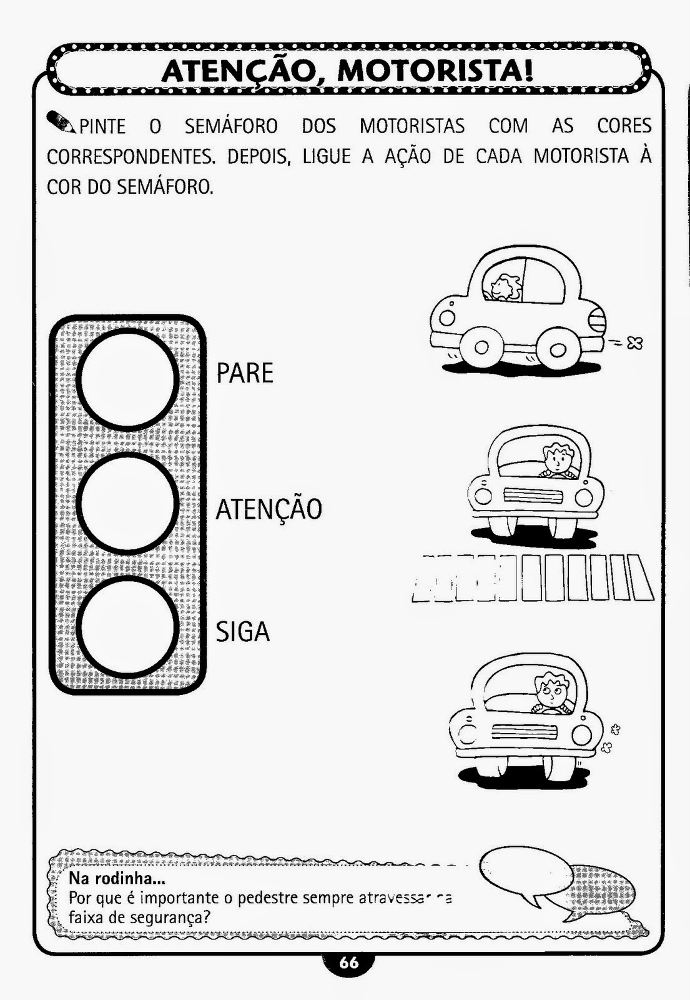 ATENÇÃO, MOTORISTA!
PINTE O SEMÁFORO DOS MOTORISTAS COM AS CORES
CORRESPONDENTES. DEPOIS, LIGUE A AÇÃO DE CADA MOTORISTA À
COR DO SEMÁFORO.
PARE
ATENÇÃO
SIGA
Na rodinha...
Por que é importante o pedestre sempre atravessar na
faixa de segurança?
66